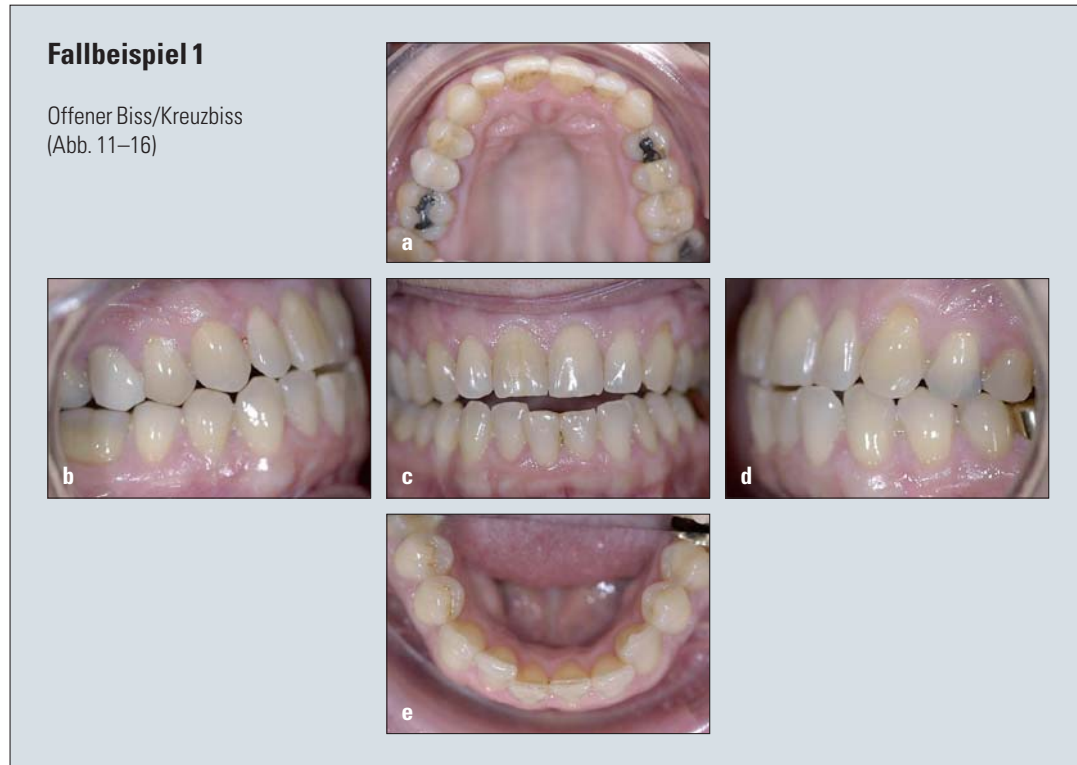 Fallbeispiel 1
Offener Biss/Kreuzbiss
(Abb. 11–16)
a
b
c
d
e